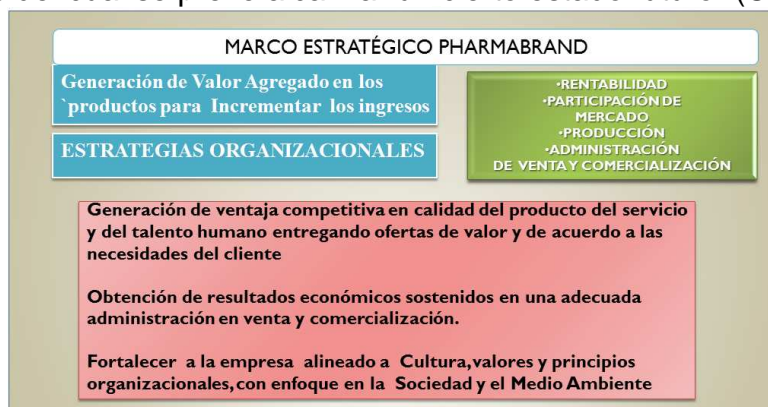 MARCO ESTRATÉGICO PHARMABRAND
Generación de Valor Agregado en los
`productos para Incrementar los ingresos
ESTRATEGIAS ORGANIZACIONALES
•RENTABILIDAD
•PARTICIPACIÓN DE
MERCADO
•PRODUCCIÓN
•ADMINISTRACIÓN
DE VENTA Y COMERCIALIZACIÓN
Generación de ventaja competitiva en calidad del producto del servicio
y del talento humano entregando ofertas de valor y de acuerdo a las
necesidades del cliente
Obtención de resultados económicos sostenidos en una adecuada
administración en venta y comercialización.
Fortalecer a la empresa alineado a Cultura, valores y principios
organizacionales, con enfoque en la Sociedad y el Medio Ambiente